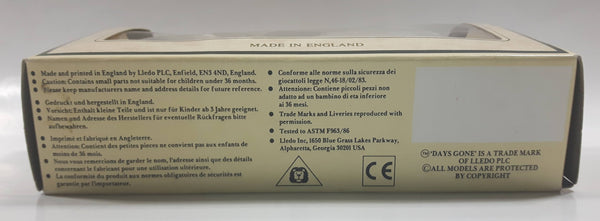 MADE IN ENGLAND
Made and printed in England by Lledo PLC, Enfield, EN3 4ND, England.
Caution: Contains small parts not suitable for children under 36 months.
Please keep manufacturers name and address details for future reference.
Gedruckt und hergestellt in England.
Vorsicht: Enthält kleine Teile und ist nur für Kinder ab 3 Jahre geeignet.
Namen und Adresse des Herstellers für eventuelle Rückfragen bitte
aufbewahren.
Imprimé et fabriqué en Angleterre.
Attention: Contient des petites pieces ne convient pas aux enfants de
moins de 36 mois.
Nous vous remercions de garder le nom, l'adresse ainsi que des détails
concernant le fabricant pour une utilisation ultérieure.
La conformité du produit aux normes obligatoires de sécurité est
garantie par l'importateur.
Conforme alle norme sulla sicurezza dei
giocattoli legge N,46-18/02/83.
Attenzione: Contiene piccoli pezzi non
adatto ad un bambino di eta inferiore
ai 36 mesi.
Trade Marks and Liveries reproduced with
permission.
Tested to ASTM F963/86
Lledo Inc, 1650 Blue Grass Lakes Parkway,
Alpharetta, Georgia 30201 USA
CE
TM 'DAYS GONE' IS A TRADE MARK
OF LLEDO PLC
©ALL MODELS ARE PROTECTED
BY COPYRIGHT